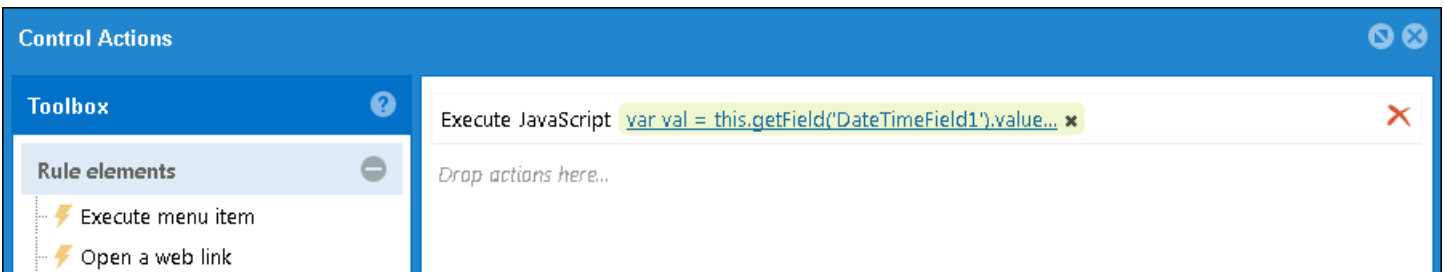 Control Actions
Toolbox
Execute JavaScript var val = this.getField('DateTimeField1').value...
Rule elements
Drop actions here...
Execute menu item
Open a web link